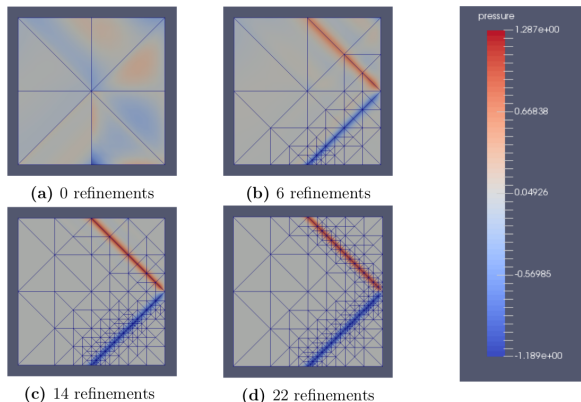 pressure
1.287e+00
0.66838
0.04926
-0.56985
-1.189e+00
(a) 0 refinements
(b) 6 refinements
(c) 14 refinements
(d) 22 refinements